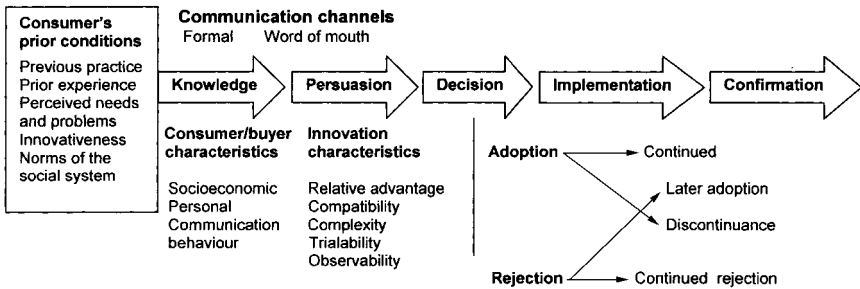 Consumer's
prior conditions
Previous practice
Prior experience
Perceived needs
and problems
Innovativeness
Norms of the
social system
Communication channels
Formal Word of mouth
Knowledge
Persuasion
Decision
Implementation
Confirmation
Consumer/buyer
characteristics
Socioeconomic
Personal
Communication
behaviour
Innovation
characteristics
Relative advantage
Compatibility
Complexity
Trialability
Observability
Adoption
Continued
Later adoption
Discontinuance
Rejection
Continued rejection